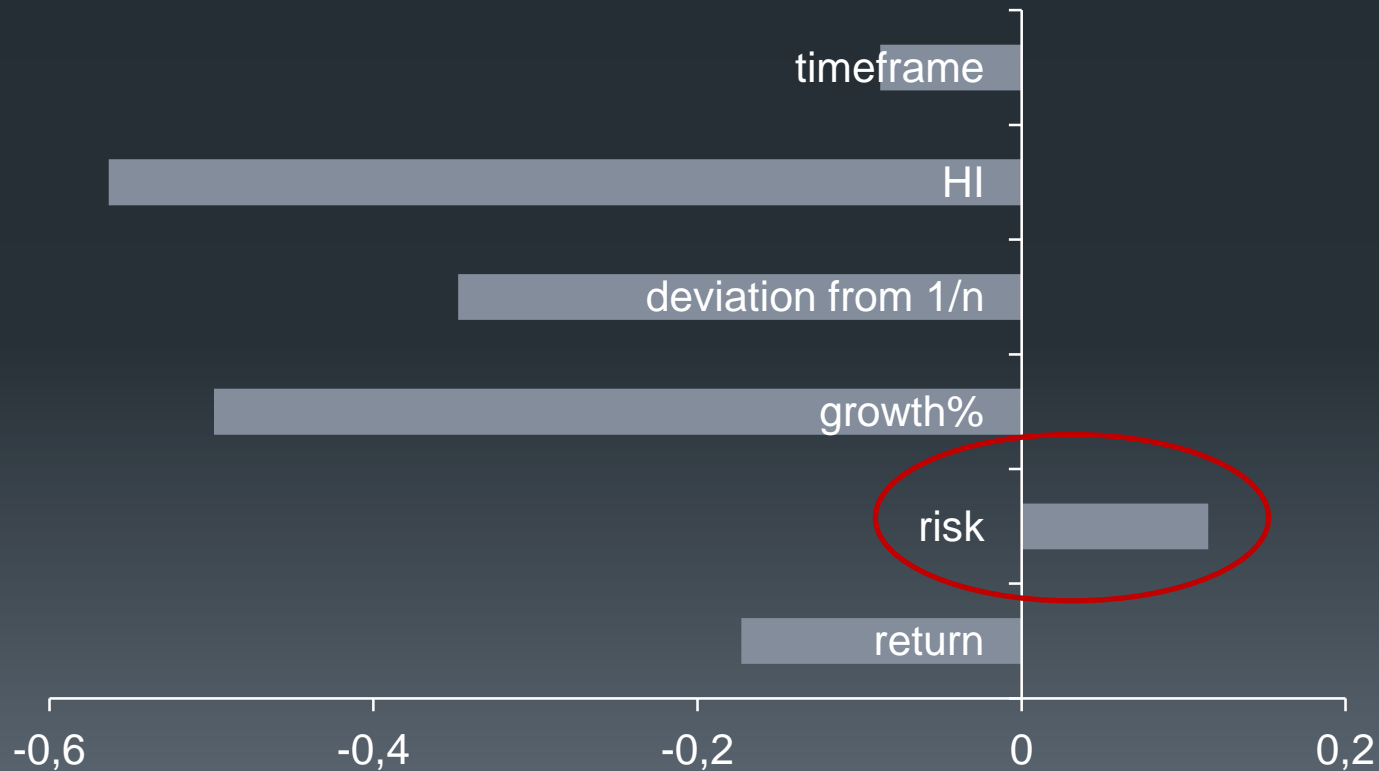 timeframe
HI
deviation from 1/n
growth%
risk
return
-0,6 -0,4 -0,2 0 0,2